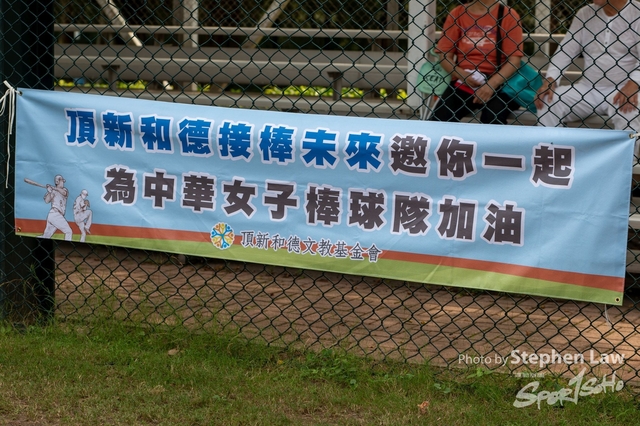 頂新和德接棒未來邀你一起
為中華女子棒球隊加油
頂新和德文教基金會
Photo by Stephen Law
SportSoHo